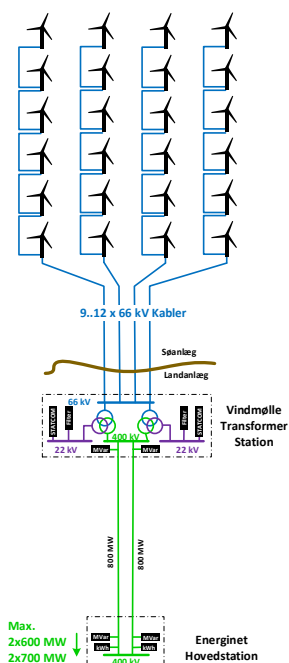 9..12 x 66 kV Kabler
Søanlæg
Landanlæg
66 kV
STATCOM
Filter
Filter
STATCOM
Vindmølle
Transformer
Station
400 kV
22 kV
22 kV
MVar
MVar
800 MW
800 MW
Max.
2x600 MW
2x700 MW
MVar
MVar
kWh
kWh
400 kV
Energinet
Hovedstation